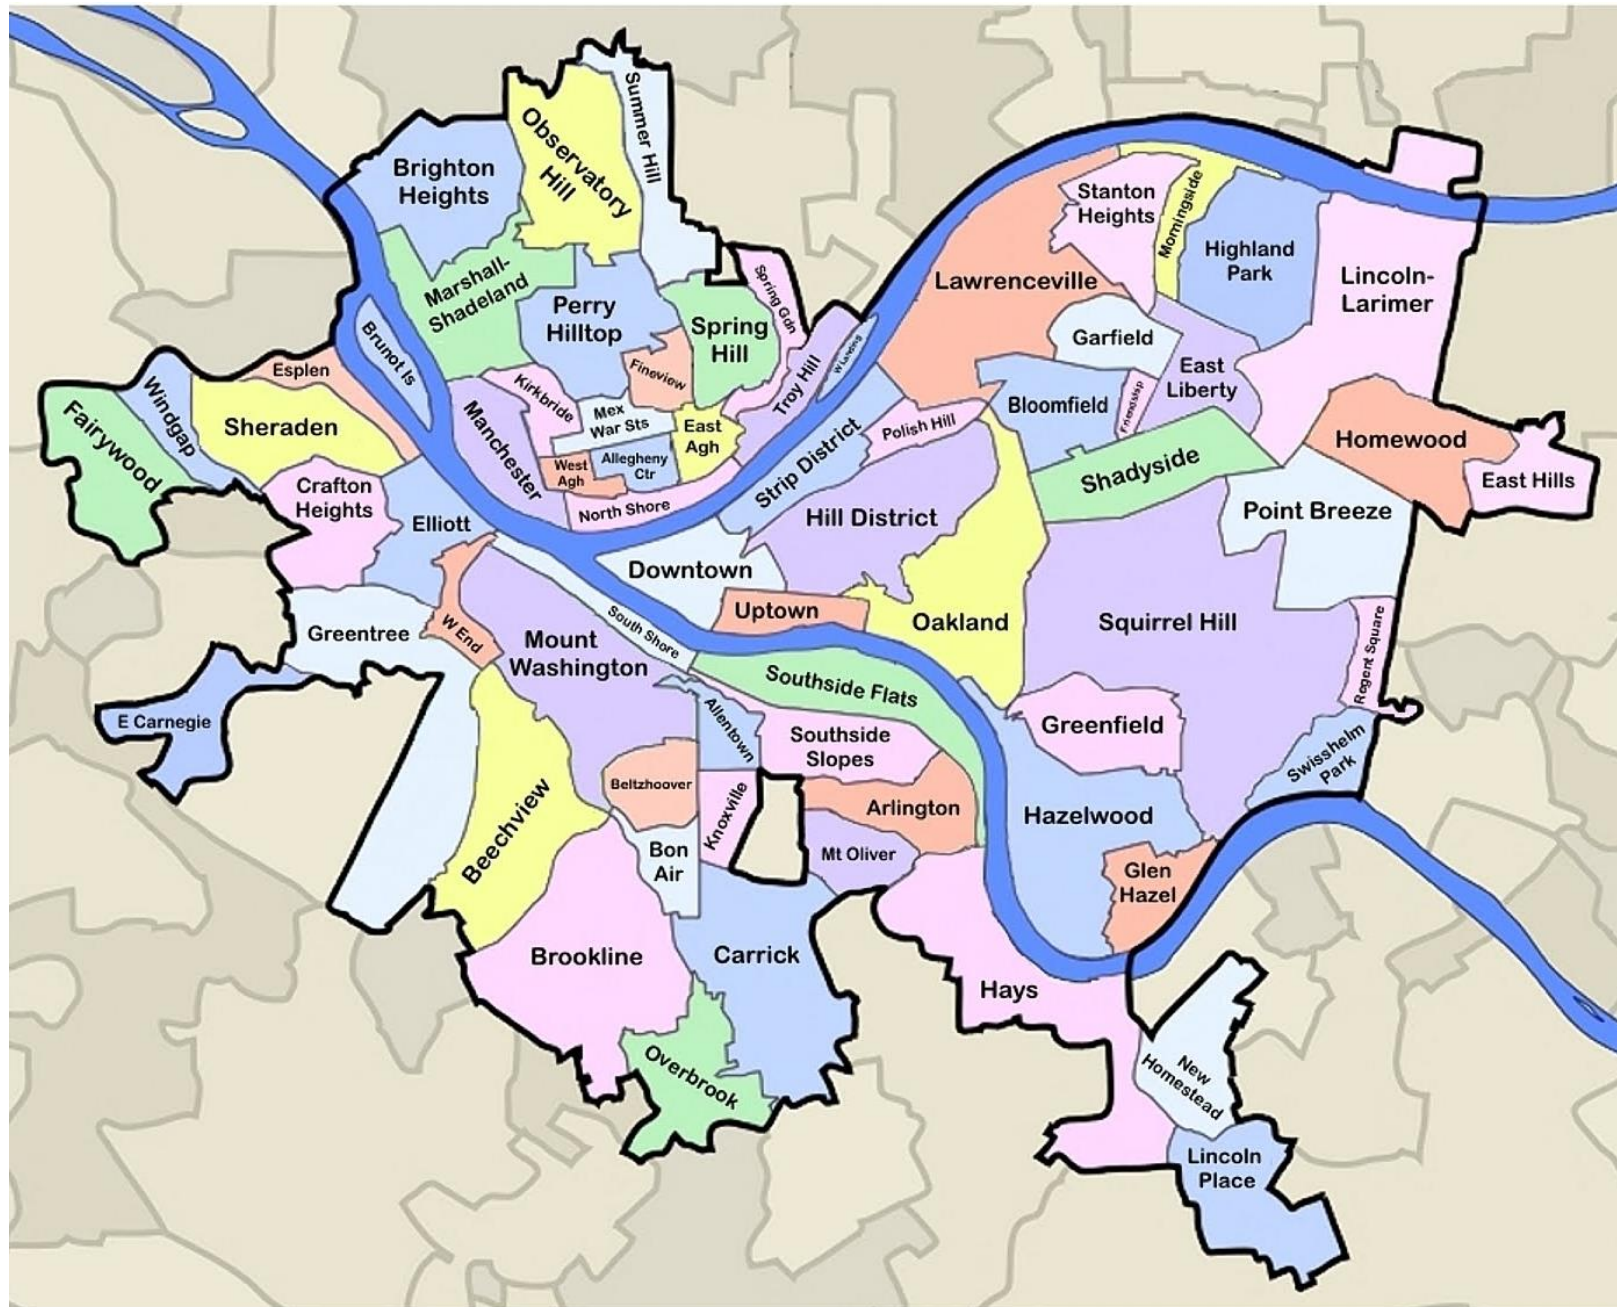 Summer Hill
Observatory
Hill
Brighton
Heights
Stanton
Heights
Morningside
Highland
Park
Lincoln-
Larimer
Marshall-
Shadeland
Perry
Hilltop
Spring Gdn
Spring
Hill
Lawrenceville
Brunot Is
Fineview
Troy Hill
W Landing
Garfield
East
Liberty
Esplen
Windgap
Fairywood
Sheraden
Kirkbride
Manchester
Mex
War Sts
East
Agh
West
Agh
Allegheny
Ctr
North Shore
Strip District
Polish Hill
Bloomfield
Friendship
Shadyside
Homewood
East Hills
Crafton
Heights
Elliott
Hill District
Point Breeze
Downtown
Uptown
Oakland
Squirrel Hill
Regent Square
Greentree
W End
Mount
Washington
South Shore
Southside Flats
E Carnegie
Allentown
Southside
Slopes
Greenfield
Swisshelm
Park
Beltzhoover
Knoxville
Arlington
Hazelwood
Beechview
Bon
Air
Mt Oliver
Glen
Hazel
Brookline
Carrick
Hays
Overbrook
New
Homestead
Lincoln
Place